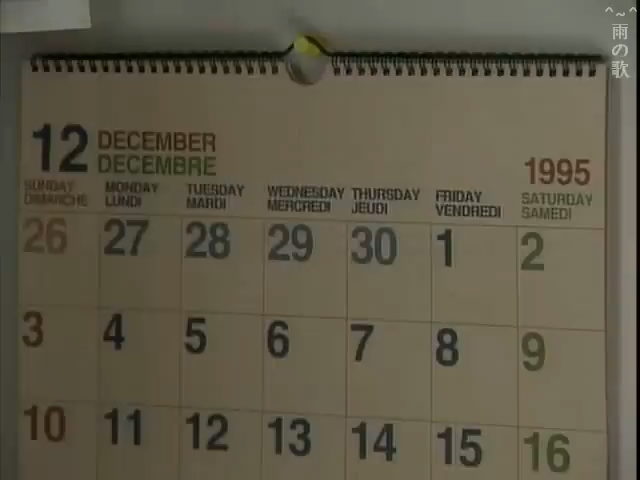 ^~^
雨の歌
12 DECEMBER
DECEMBRE
1995
SUNDAY MONDAY TUESDAY WEDNESDAY THURSDAY FRIDAY SATURDAY
DIMANCHE LUNDI MARDI MERCREDI JEUDI VENDREDI SAMEDI
26 27 28 29 30 1 2
3 4 5 6 7 8 9
10 11 12 13 14 15 16